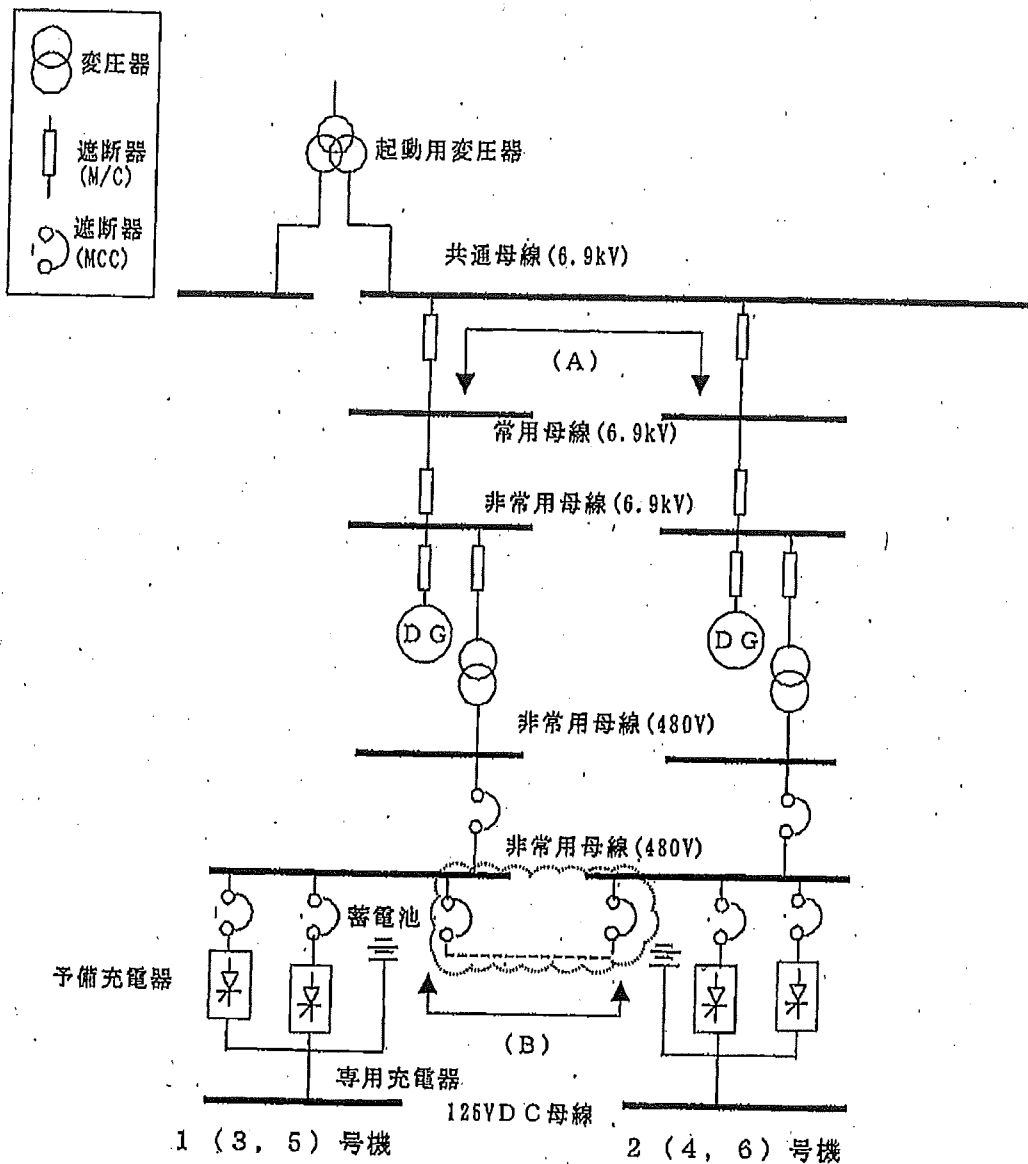 変圧器
遮断器
(M/C)
遮断器
(MCC)
起動用変圧器
共通母線(6.9kV)
(A)
常用母線(6.9kV)
非常用母線(6.9kV)
DG
DG
非常用母線(480V)
非常用母線(480V)
蓄電池
予備充電器
(B)
専用充電器
125VDC母線
1(3,5)号機
2(4,6)号機